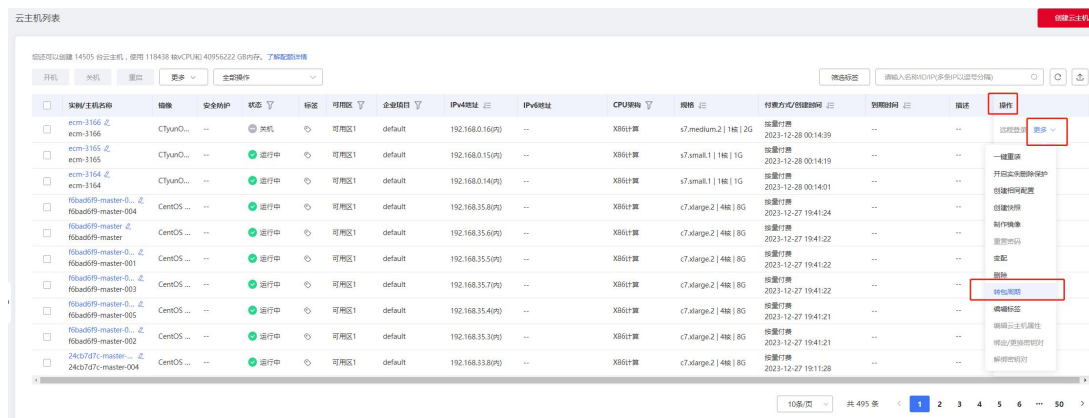 云主机列表
创建云主机
您还可以创建 14505 台云主机，使用 118438 核vCPU和 40956222 GB内存。了解配额详情
开机 关机 重启 更多 全部操作 筛选标签 请输入名称/ID/IP(多条IP以逗号分隔)
实例/主机名称 镜像 安全防护 状态 标签 可用区 企业项目 IPv4地址 IPv6地址 CPU架构 规格 付费方式/创建时间 到期时间 描述 操作
ecm-3166 按量付费
CTyunO... -- 关机 可用区1 default 192.168.0.16(内) X86计算 s7.medium.2 | 1核 | 2G -- -- 远程登录 更多
ecm-3166 2023-12-28 00:14:39
ecm-3165 按量付费
CTyunO... -- 运行中 可用区1 default 192.168.0.15(内) X86计算 s7.small.1 | 1核 | 1G -- -- 一键重装
ecm-3165 2023-12-28 00:14:19
ecm-3164 按量付费 开启实例删除保护
CTyunO... -- 运行中 可用区1 default 192.168.0.14(内) X86计算 s7.small.1 | 1核 | 1G -- --
ecm-3164 2023-12-28 00:14:01 创建相同配置
f6bad6f9-master-0... 按量付费
CentOS ... -- 运行中 可用区1 default 192.168.35.8(内) X86计算 c7.xlarge.2 | 4核 | 8G -- -- 创建快照
f6bad6f9-master-004 2023-12-27 19:41:24
f6bad6f9-master 按量付费 制作镜像
CentOS ... -- 运行中 可用区1 default 192.168.35.6(内) X86计算 c7.xlarge.2 | 4核 | 8G -- --
f6bad6f9-master 2023-12-27 19:41:22 重置密码
f6bad6f9-master-0... 按量付费
CentOS ... -- 运行中 可用区1 default 192.168.35.5(内) X86计算 c7.xlarge.2 | 4核 | 8G -- -- 变配
f6bad6f9-master-001 2023-12-27 19:41:22
f6bad6f9-master-0... 按量付费 删除
CentOS ... -- 运行中 可用区1 default 192.168.35.7(内) X86计算 c7.xlarge.2 | 4核 | 8G -- --
f6bad6f9-master-003 2023-12-27 19:41:22 转包周期
f6bad6f9-master-0... 按量付费
CentOS ... -- 运行中 可用区1 default 192.168.35.4(内) X86计算 c7.xlarge.2 | 4核 | 8G -- -- 编辑标签
f6bad6f9-master-005 2023-12-27 19:41:21
f6bad6f9-master-0... 按量付费 编辑云主机属性
CentOS ... -- 运行中 可用区1 default 192.168.35.3(内) X86计算 c7.xlarge.2 | 4核 | 8G -- --
f6bad6f9-master-002 2023-12-27 19:41:21 绑定/更换密钥对
24cb7d7c-master-... 按量付费
CentOS ... -- 运行中 可用区1 default 192.168.33.8(内) X86计算 c7.xlarge.2 | 4核 | 8G -- -- 解绑密钥对
24cb7d7c-master-004 2023-12-27 19:11:28
10条/页 共 495 条 < 1 2 3 4 5 6 ... 50 >